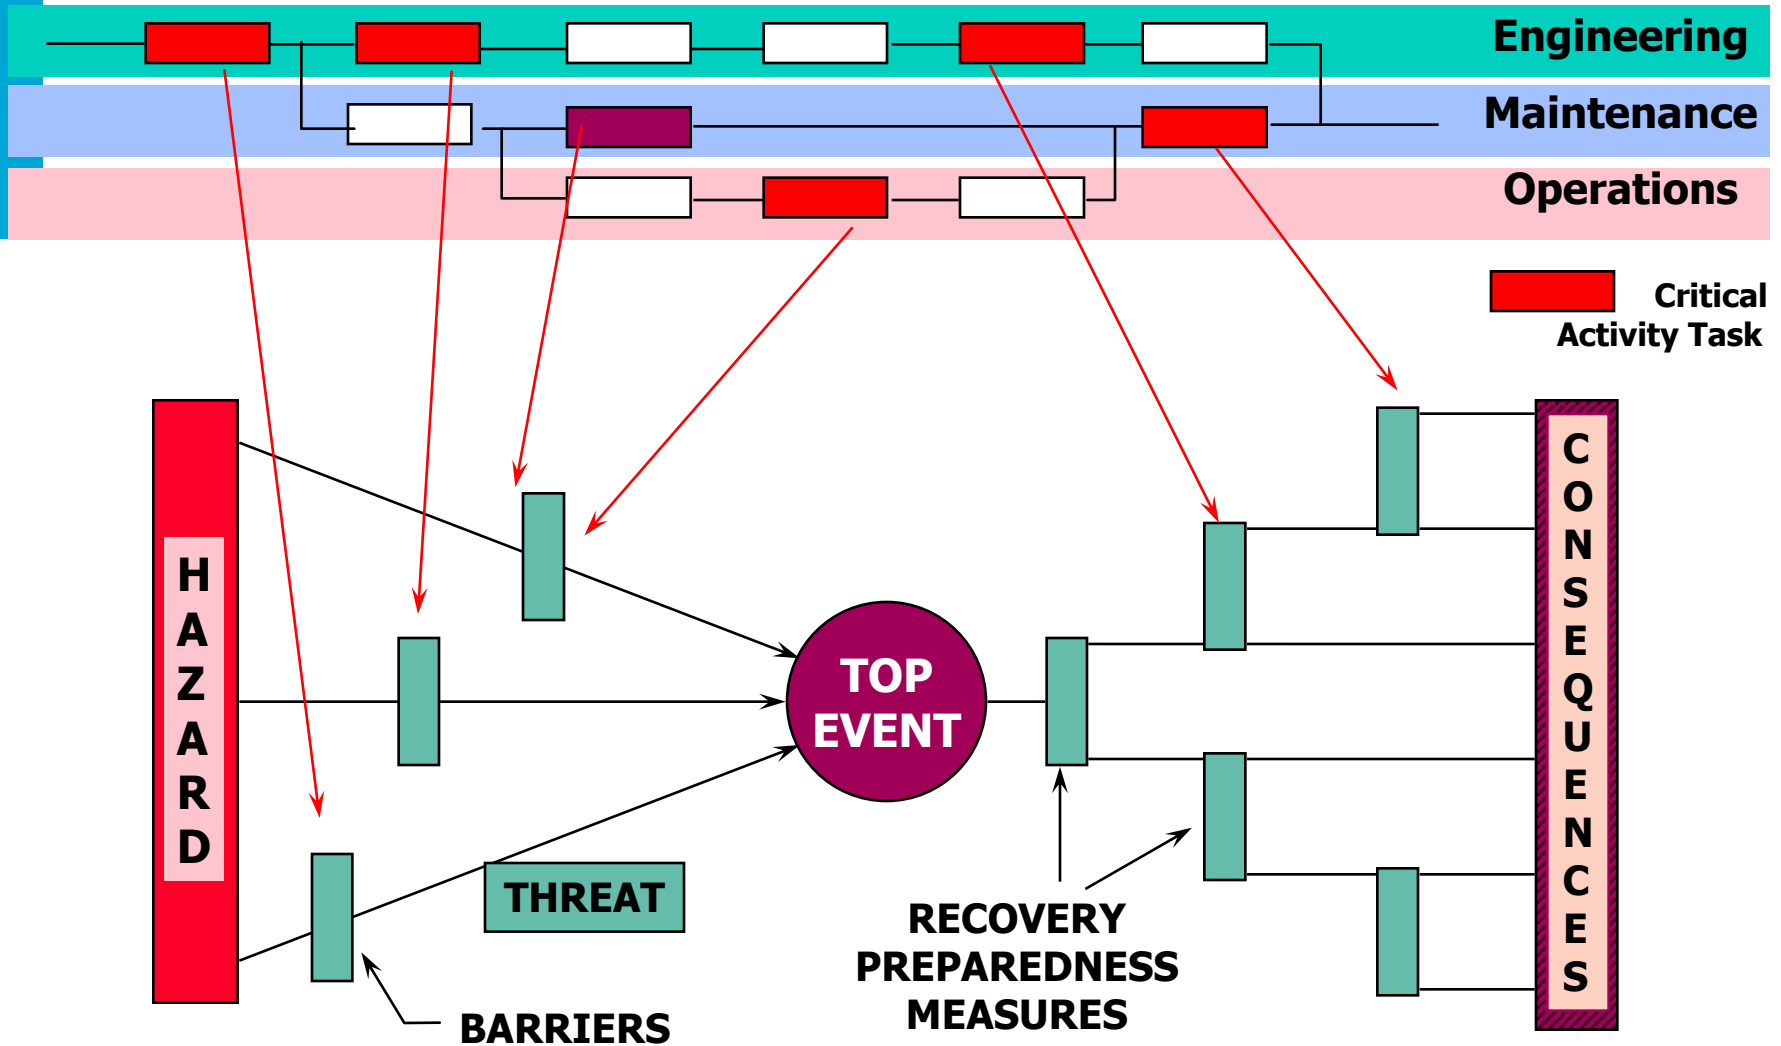 Engineering
Maintenance
Operations
Critical
Activity Task
HAZARD
TOP
EVENT
CONSEQUENCES
THREAT
RECOVERY
PREPAREDNESS
MEASURES
BARRIERS